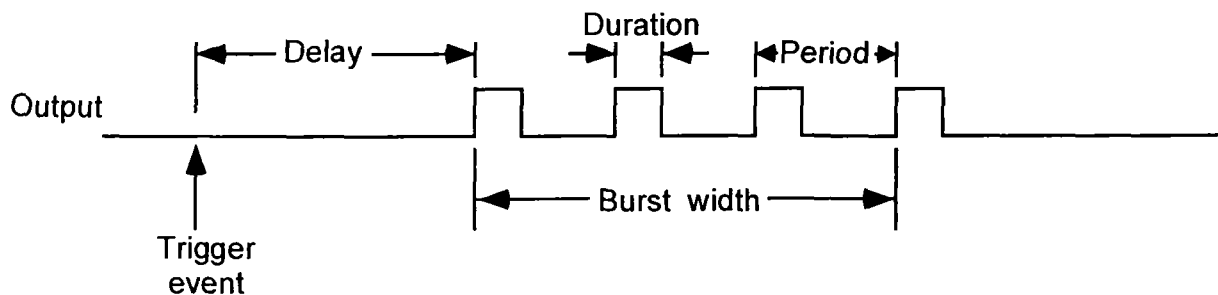 Duration
Delay
Period
Output
Burst width
Trigger
event